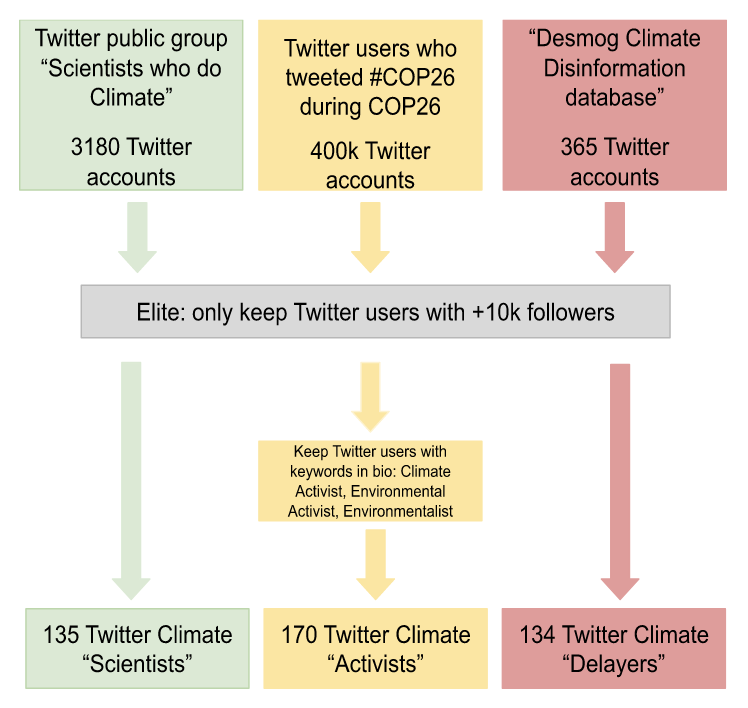 Twitter public group
“Scientists who do
Climate”
3180 Twitter
accounts
Twitter users who
tweeted #COP26
during COP26
400k Twitter
accounts
“Desmog Climate
Disinformation
database”
365 Twitter
accounts
Elite: only keep Twitter users with +10k followers
Keep Twitter users with
keywords in bio: Climate
Activist, Environmental
Activist, Environmentalist
135 Twitter Climate
“Scientists”
170 Twitter Climate
“Activists”
134 Twitter Climate
“Delayers”